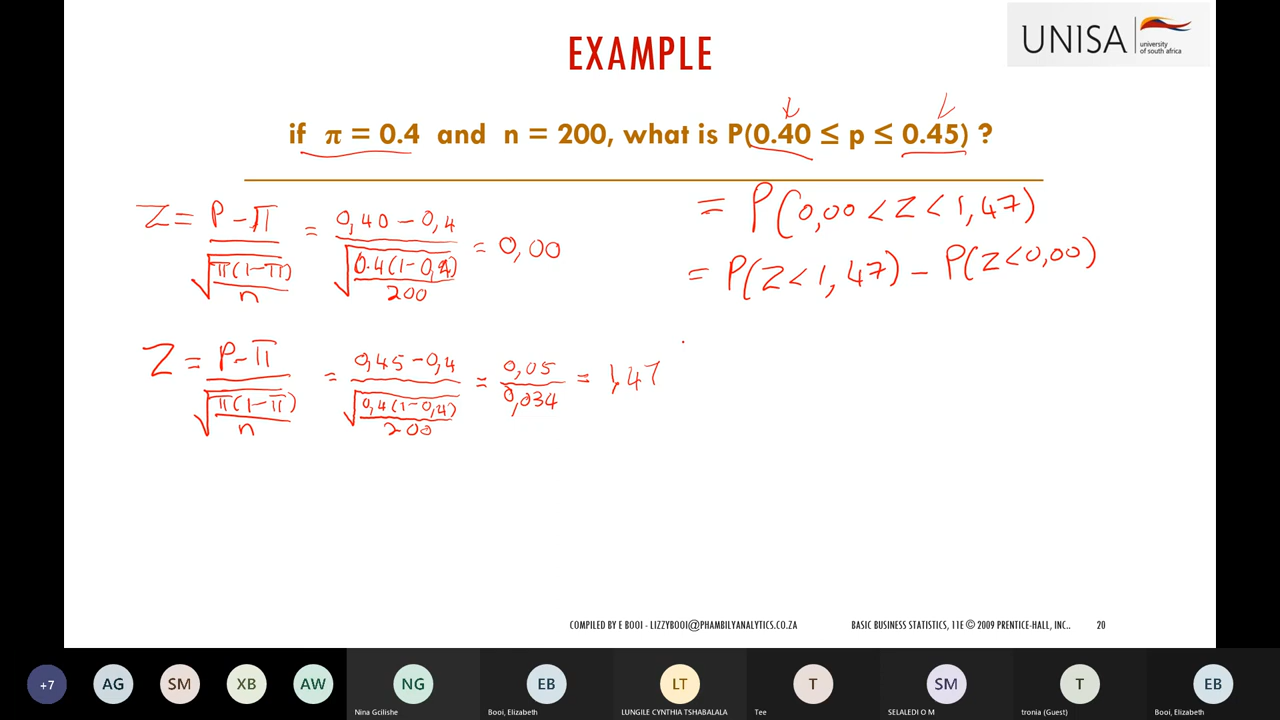 EXAMPLE
UNISA university of south africa
if π = 0.4 and n = 200, what is P(0.40 ≤ p ≤ 0.45) ?
Z = P-π / √(π(1-π)/n) = 0,40 - 0,4 / √(0.4(1-0,4)/200) = 0,00
= P(0,00 < Z < 1,47)
= P(Z < 1,47) - P(Z < 0,00)
Z = P-π / √(π(1-π)/n) = 0,45 - 0,4 / √(0,4(1-0,4)/200) = 0,05 / 0,034 = 1,47
COMPILED BY E BOOI - LIZZYBOOI@PHAMBILYANALYTICS.CO.ZA
BASIC BUSINESS STATISTICS, 11E © 2009 PRENTICE-HALL, INC..
20
+7 AG SM XB AW NG EB LT T SM T EB
Nina Gcilishe
Booi, Elizabeth
LUNGILE CYNTHIA TSHABALALA
Tee
SELALEDI O M
tronia (Guest)
Booi, Elizabeth